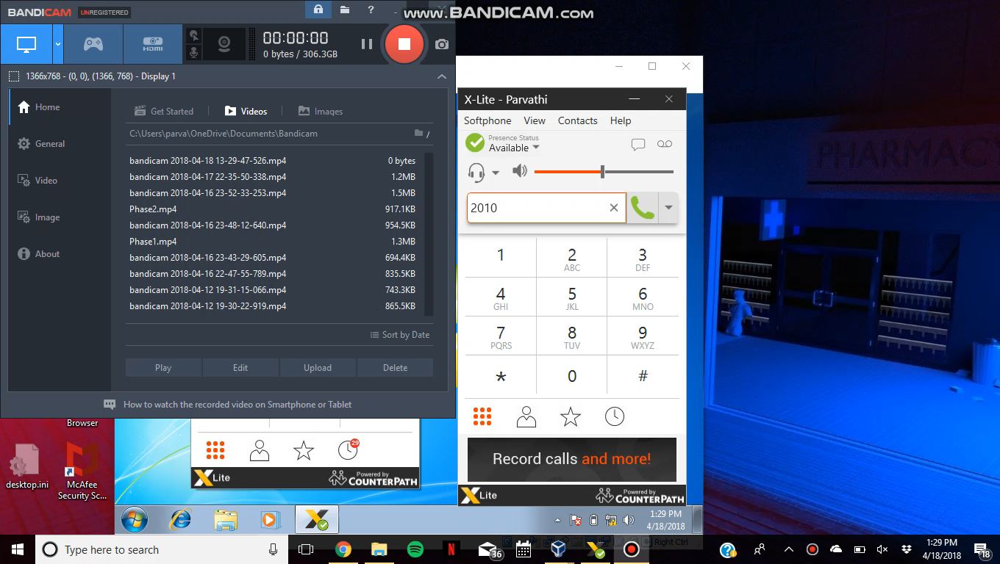 BANDICAM UNREGISTERED
?
www.BANDICAM.com
HDMI
00:00:00
0 bytes / 306.3GB
1366x768 - (0, 0), (1366, 768) - Display 1
Home
General
Video
Image
About
Get Started
Videos
Images
C:\Users\parva\OneDrive\Documents\Bandicam
/
bandicam 2018-04-18 13-29-47-526.mp4 0 bytes
bandicam 2018-04-17 22-35-50-338.mp4 1.2MB
bandicam 2018-04-16 23-52-33-253.mp4 1.5MB
Phase2.mp4 917.1KB
bandicam 2018-04-16 23-48-12-640.mp4 954.5KB
Phase1.mp4 1.3MB
bandicam 2018-04-16 23-43-29-605.mp4 694.4KB
bandicam 2018-04-16 22-47-55-789.mp4 835.5KB
bandicam 2018-04-12 19-31-15-066.mp4 743.3KB
bandicam 2018-04-12 19-30-22-919.mp4 865.5KB
Sort by Date
Play Edit Upload Delete
How to watch the recorded video on Smartphone or Tablet
X-Lite - Parvathi
Softphone View Contacts Help
Presence Status
Available
2010
1 2 3
ABC DEF
4 5 6
GHI JKL MNO
7 8 9
PQRS TUV WXYZ
* 0 #
Record calls and more!
X Lite
Powered by
COUNTERPATH
PHARMACY
Browser
desktop.ini
McAfee
Security Sc...
29
X Lite
Powered by
COUNTERPATH
1:29 PM
4/18/2018
Right Ctrl
Type here to search
N
36
1:29 PM
4/18/2018
18